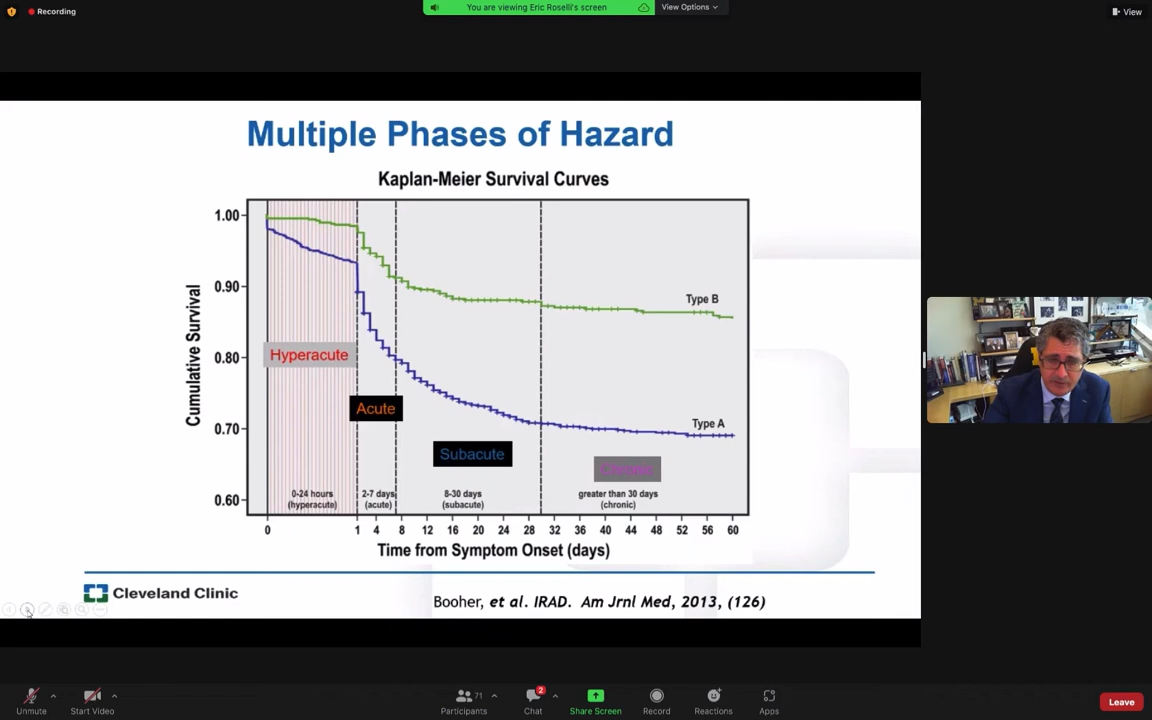 Recording
You are viewing Eric Roselli's screen
View Options
View
Multiple Phases of Hazard
Kaplan-Meier Survival Curves
Cumulative Survival
1.00
0.90
0.80
0.70
0.60
Type B
Type A
Hyperacute
Acute
Subacute
Chronic
0-24 hours
(hyperacute)
2-7 days
(acute)
8-30 days
(subacute)
greater than 30 days
(chronic)
0 1 4 8 12 16 20 24 28 32 36 40 44 48 52 56 60
Time from Symptom Onset (days)
Cleveland Clinic
Booher, et al. IRAD. Am Jrnl Med, 2013, (126)
Unmute
Start Video
71
Participants
2
Chat
Share Screen
Record
Reactions
Apps
Leave